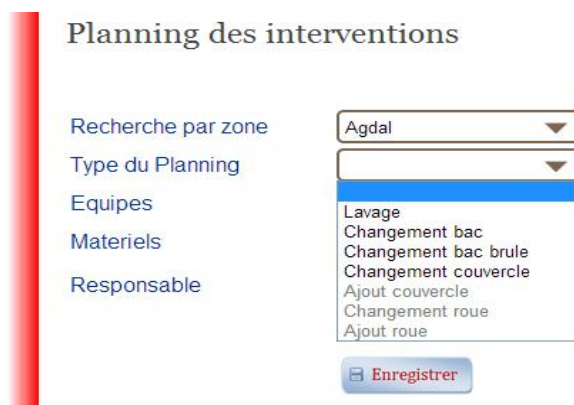 Planning des interventions
Recherche par zone Agdal
Type du Planning
Equipes
Materiels
Responsable
Lavage
Changement bac
Changement bac brule
Changement couvercle
Ajout couvercle
Changement roue
Ajout roue
Enregistrer